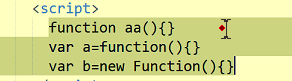 <script>
function aa(){}
var a=function(){}
var b=new Function(){}